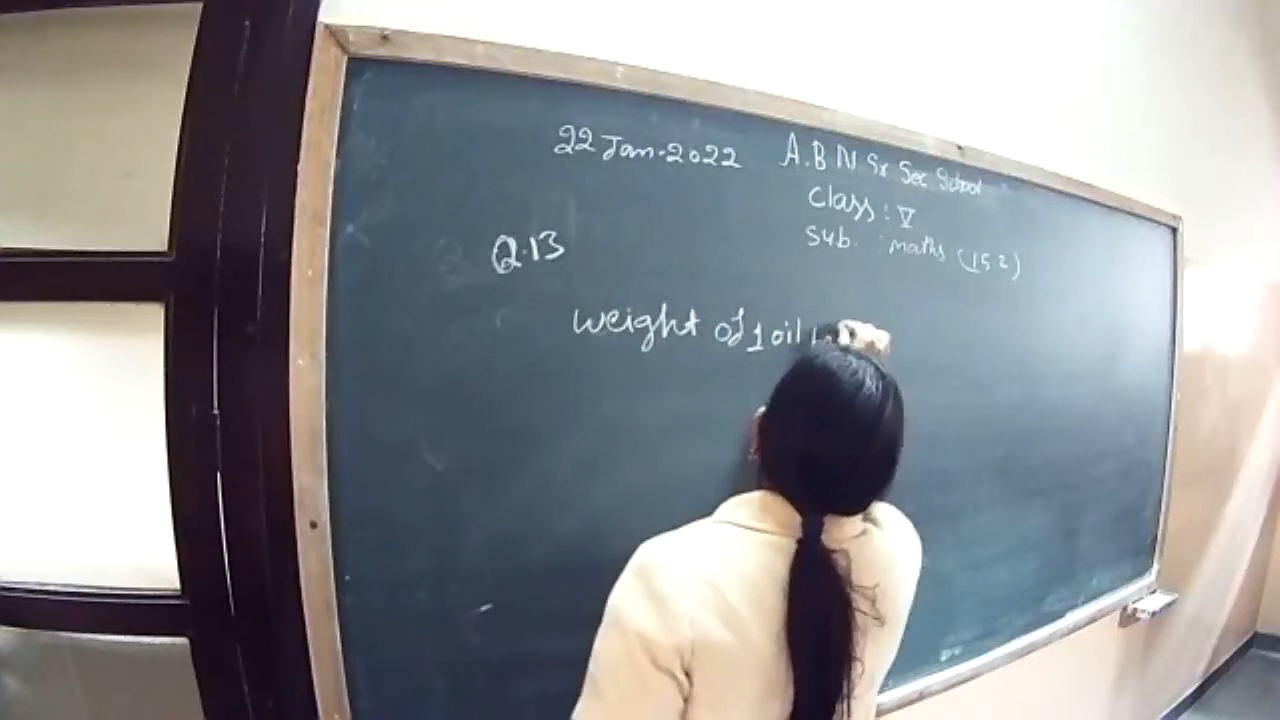 22 Jan-2022
A.B N Sr Sec School
Class : V
Sub. : maths (15.2)
Q.13
weight of 1 oil